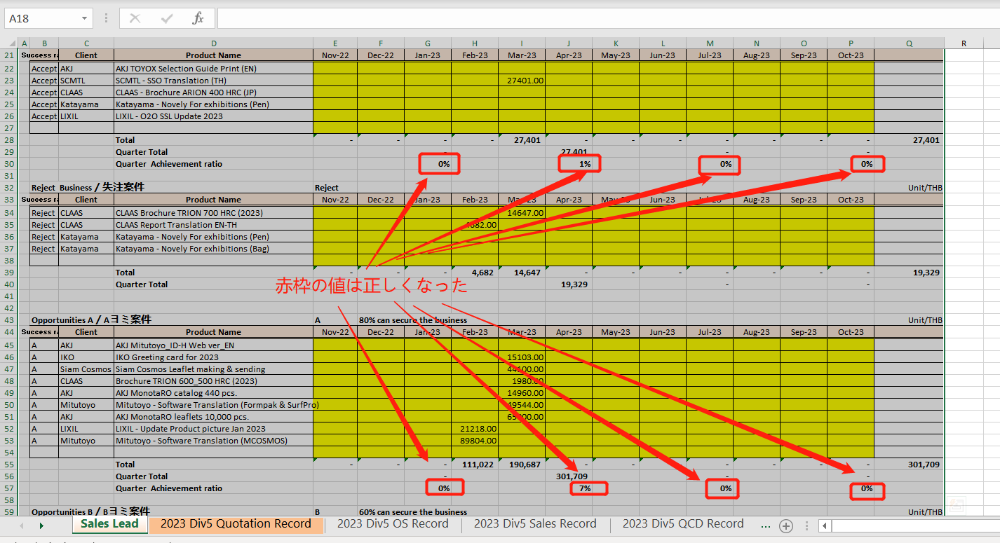 A18 fx
A B C D E F G H I J K L M N O P Q R
21 Success ra Client Product Name Nov-22 Dec-22 Jan-23 Feb-23 Mar-23 Apr-23 May-23 Jun-23 Jul-23 Aug-23 Sep-23 Oct-23
22 Accept AKJ AKJ TOYOX Selection Guide Print (EN)
23 Accept SCMTL SCMTL - SSO Translation (TH) 27401.00
24 Accept CLAAS CLAAS - Brochure ARION 400 HRC (JP)
25 Accept Katayama Katayama - Novely For exhibitions (Pen)
26 Accept LIXIL LIXIL - O2O SSL Update 2023
27
28 Total - - - - 27,401 - - - - - - - 27,401
29 Quarter Total - 27,401 - -
30 Quarter Achievement ratio 0% 1% 0% 0%
31
32 Reject Business / 失注案件 Reject Unit/THB
33 Success ra Client Product Name Nov-22 Dec-22 Jan-23 Feb-23 Mar-23 Apr-23 May-23 Jun-23 Jul-23 Aug-23 Sep-23 Oct-23
34 Reject CLAAS CLAAS Brochure TRION 700 HRC (2023) 14647.00
35 Reject CLAAS CLAAS Report Translation EN-TH 4682.00
36 Reject Katayama Katayama - Novely For exhibitions (Pen)
37 Reject Katayama Katayama - Novely For exhibitions (Bag)
38
39 Total - - - 4,682 14,647 - - - - - - - 19,329
40 Quarter Total 19,329 - -
赤枠の値は正しくなった
41
42
43 Opportunities A / Aヨミ案件 A 80% can secure the business Unit/THB
44 Success ra Client Product Name Nov-22 Dec-22 Jan-23 Feb-23 Mar-23 Apr-23 May-23 Jun-23 Jul-23 Aug-23 Sep-23 Oct-23
45 A AKJ AKJ Mitutoyo_ID-H Web ver_EN
46 A IKO IKO Greeting card for 2023 15103.00
47 A Siam Cosmos Siam Cosmos Leaflet making & sending 44100.00
48 A CLAAS Brochure TRION 600_500 HRC (2023) 1980.00
49 A AKJ AKJ MonotaRO catalog 440 pcs. 14960.00
50 A Mitutoyo Mitutoyo - Software Translation (Formpak & SurfPro) 49544.00
51 A AKJ AKJ MonotaRO leaflets 10,000 pcs. 65000.00
52 A LIXIL LIXIL - Update Product picture Jan 2023 21218.00
53 A Mitutoyo Mitutoyo - Software Translation (MCOSMOS) 89804.00
54
55 Total - - - 111,022 190,687 - - - - - - - 301,709
56 Quarter Total - 301,709 - -
57 Quarter Achievement ratio 0% 7% 0% 0%
58
59 Opportunities B / Bヨミ案件 B 60% can secure the business Unit/THB
Sales Lead 2023 Div5 Quotation Record 2023 Div5 OS Record 2023 Div5 Sales Record 2023 Div5 QCD Record ...